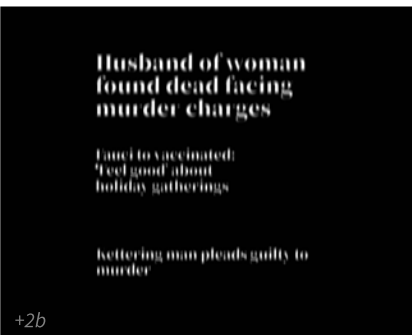 Husband of woman
found dead facing
murder charges
Fauci to vaccinated:
'Feel good' about
holiday gatherings
Kettering man pleads guilty to
murder
+2b